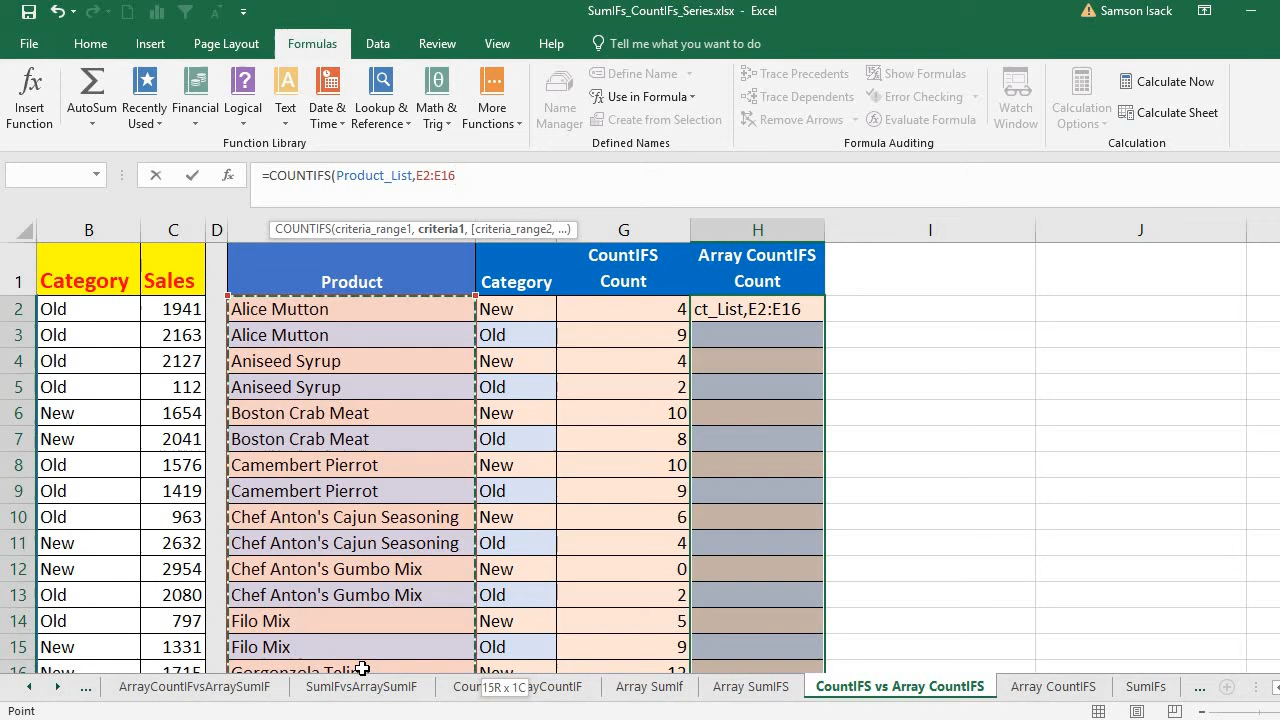 SumIFs_CountIFs_Series.xlsx - Excel
Samson Isack
File Home Insert Page Layout Formulas Data Review View Help Tell me what you want to do
Insert Function
AutoSum
Recently Used
Financial
Logical
Text
Date & Time
Lookup & Reference
Math & Trig
More Functions
Function Library
Name Manager
Define Name
Use in Formula
Create from Selection
Defined Names
Trace Precedents
Trace Dependents
Remove Arrows
Show Formulas
Error Checking
Evaluate Formula
Formula Auditing
Watch Window
Calculation Options
Calculate Now
Calculate Sheet
Calculation
=COUNTIFS(Product_List,E2:E16
COUNTIFS(criteria_range1, criteria1, [criteria_range2, ...)
B C D G H I J
1 Category Sales Product Category CountIFS Count Array CountIFS Count
2 Old 1941 Alice Mutton New 4 ct_List,E2:E16
3 Old 2163 Alice Mutton Old 9
4 Old 2127 Aniseed Syrup New 4
5 Old 112 Aniseed Syrup Old 2
6 New 1654 Boston Crab Meat New 10
7 New 2041 Boston Crab Meat Old 8
8 Old 1576 Camembert Pierrot New 10
9 Old 1419 Camembert Pierrot Old 9
10 Old 963 Chef Anton's Cajun Seasoning New 6
11 New 2632 Chef Anton's Cajun Seasoning Old 4
12 New 2954 Chef Anton's Gumbo Mix New 0
13 Old 2080 Chef Anton's Gumbo Mix Old 2
14 Old 797 Filo Mix New 5
15 New 1331 Filo Mix Old 9
16 New 1715 Gorgonzola New 12
... ArrayCountIFvsArraySumIF SumIFvsArraySumIF 15R x 1C Array SumIf Array SumIFS CountIFS vs Array CountIFS Array CountIFS SumIFs ...
Point